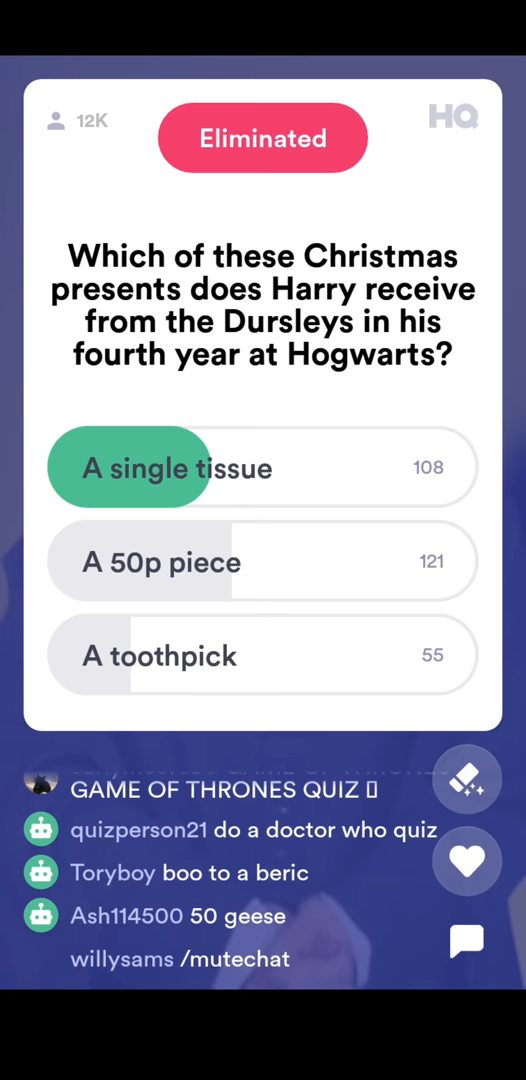 12K
Eliminated
HQ
Which of these Christmas
presents does Harry receive
from the Dursleys in his
fourth year at Hogwarts?
A single tissue 108
A 50p piece 121
A toothpick 55
GAME OF THRONES QUIZ
quizperson21 do a doctor who quiz
Toryboy boo to a beric
Ash114500 50 geese
willysams /mutechat